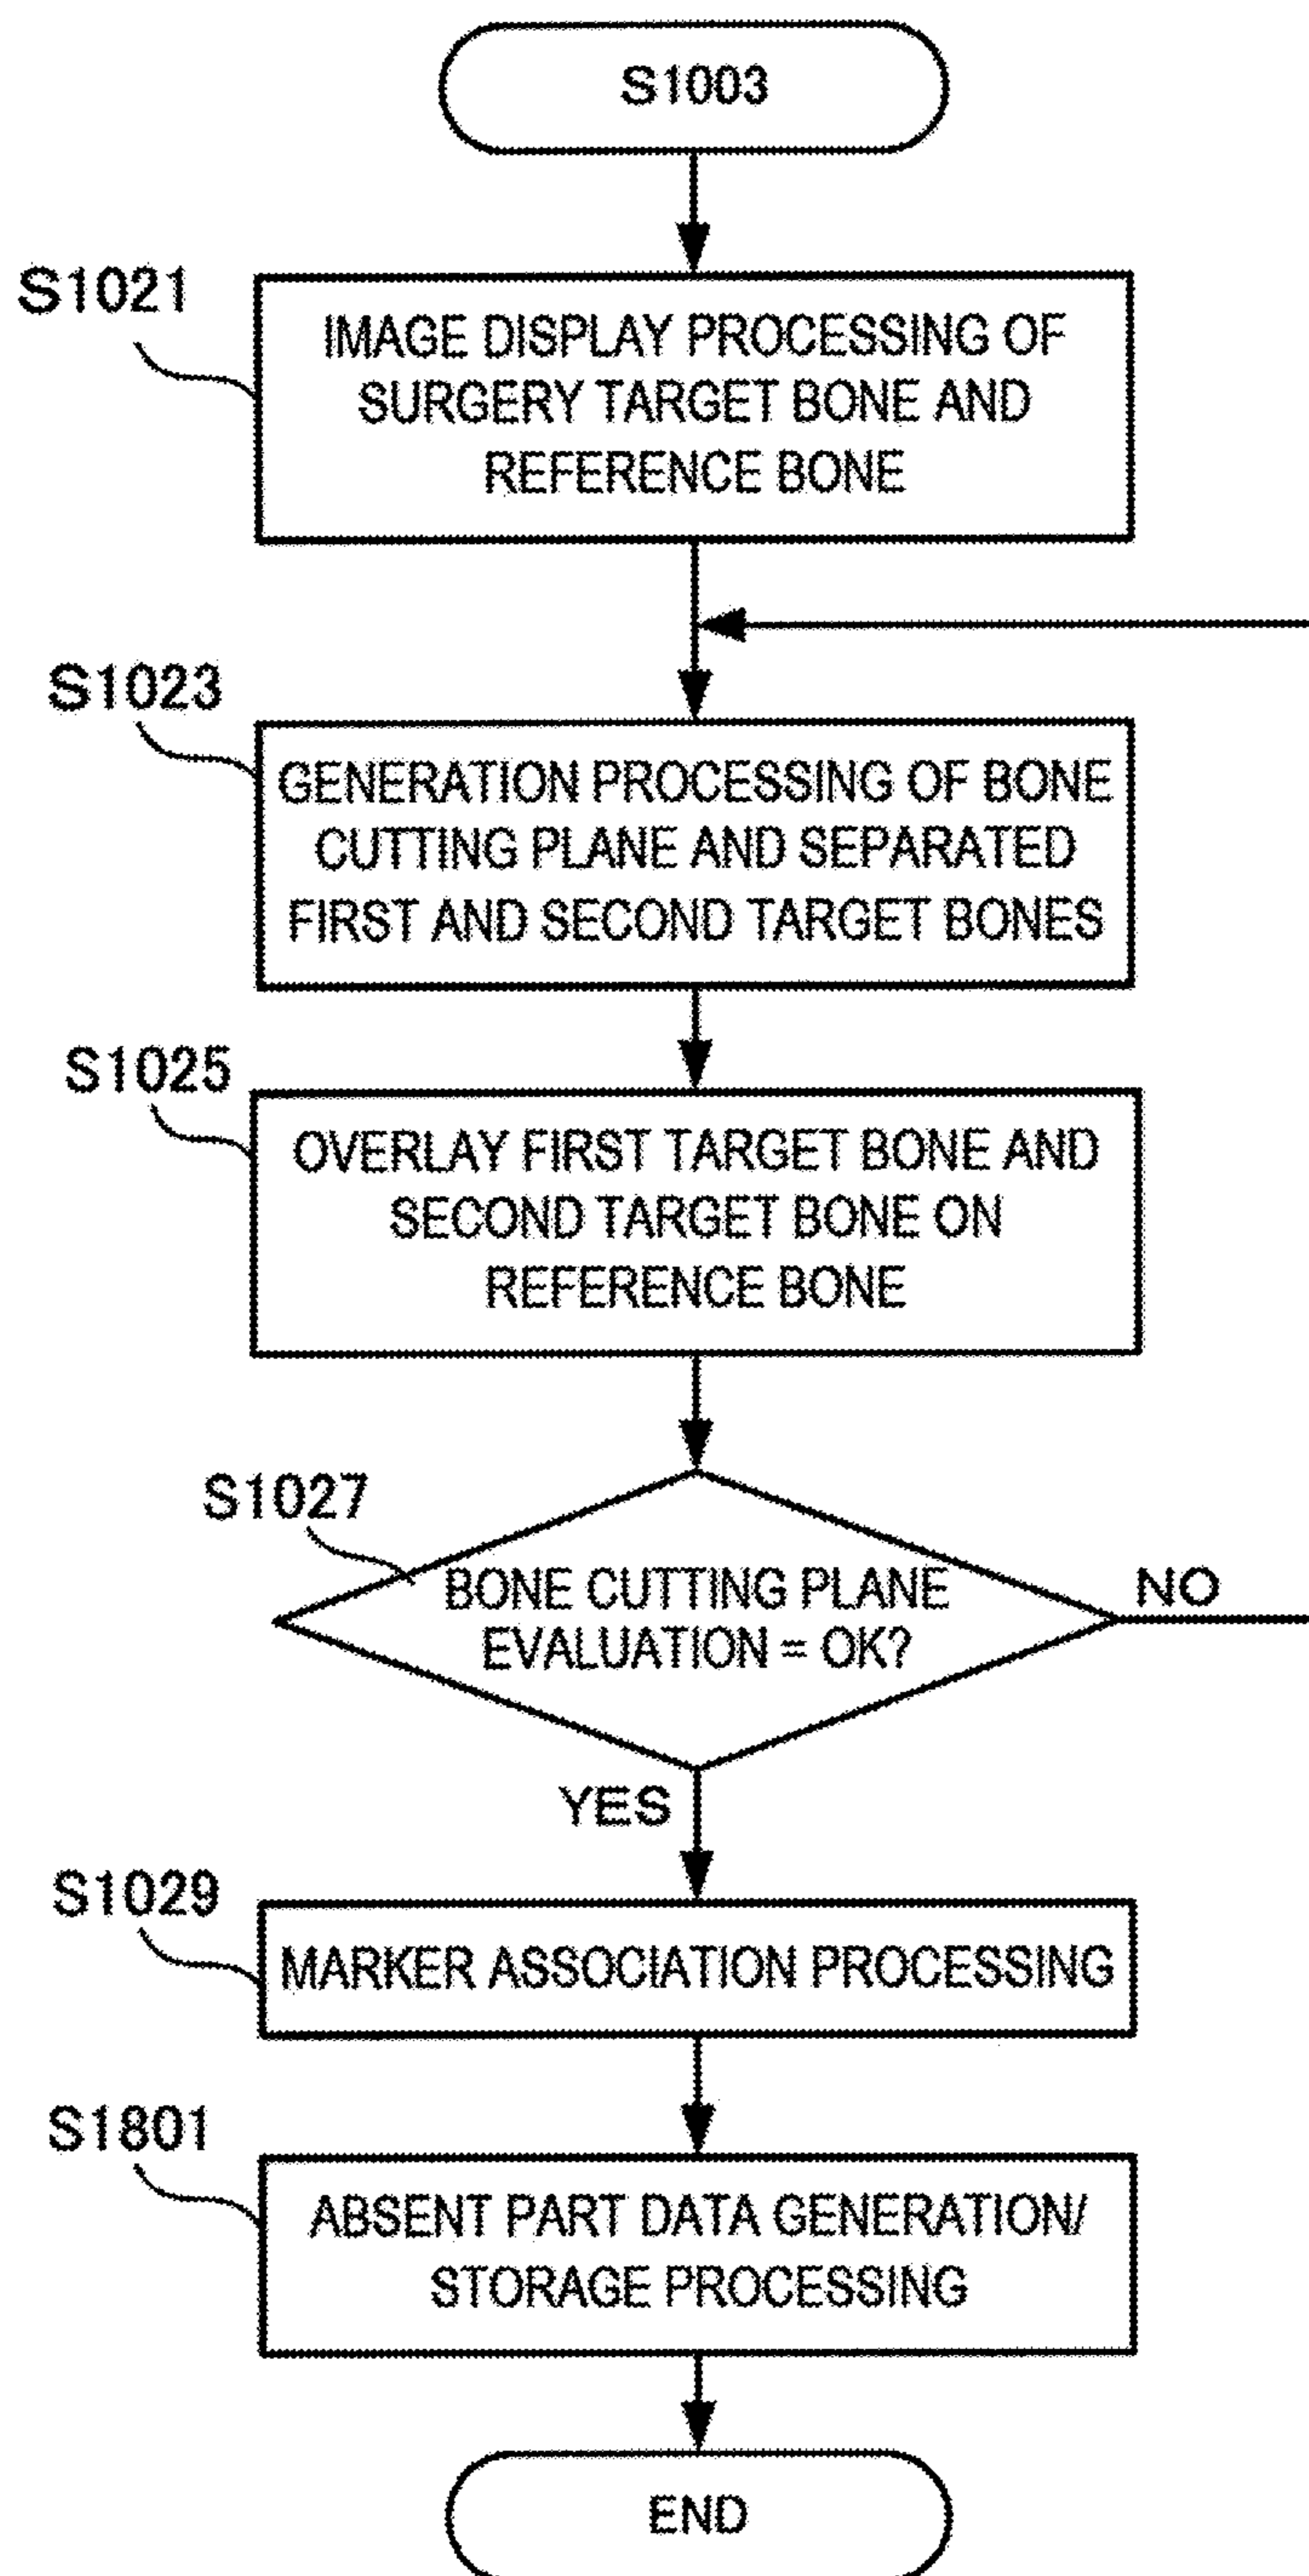 S1003
S1021
IMAGE DISPLAY PROCESSING OF
SURGERY TARGET BONE AND
REFERENCE BONE
S1023
GENERATION PROCESSING OF BONE
CUTTING PLANE AND SEPARATED
FIRST AND SECOND TARGET BONES
S1025
OVERLAY FIRST TARGET BONE AND
SECOND TARGET BONE ON
REFERENCE BONE
S1027
BONE CUTTING PLANE
EVALUATION = OK?
NO
YES
S1029
MARKER ASSOCIATION PROCESSING
S1801
ABSENT PART DATA GENERATION/
STORAGE PROCESSING
END